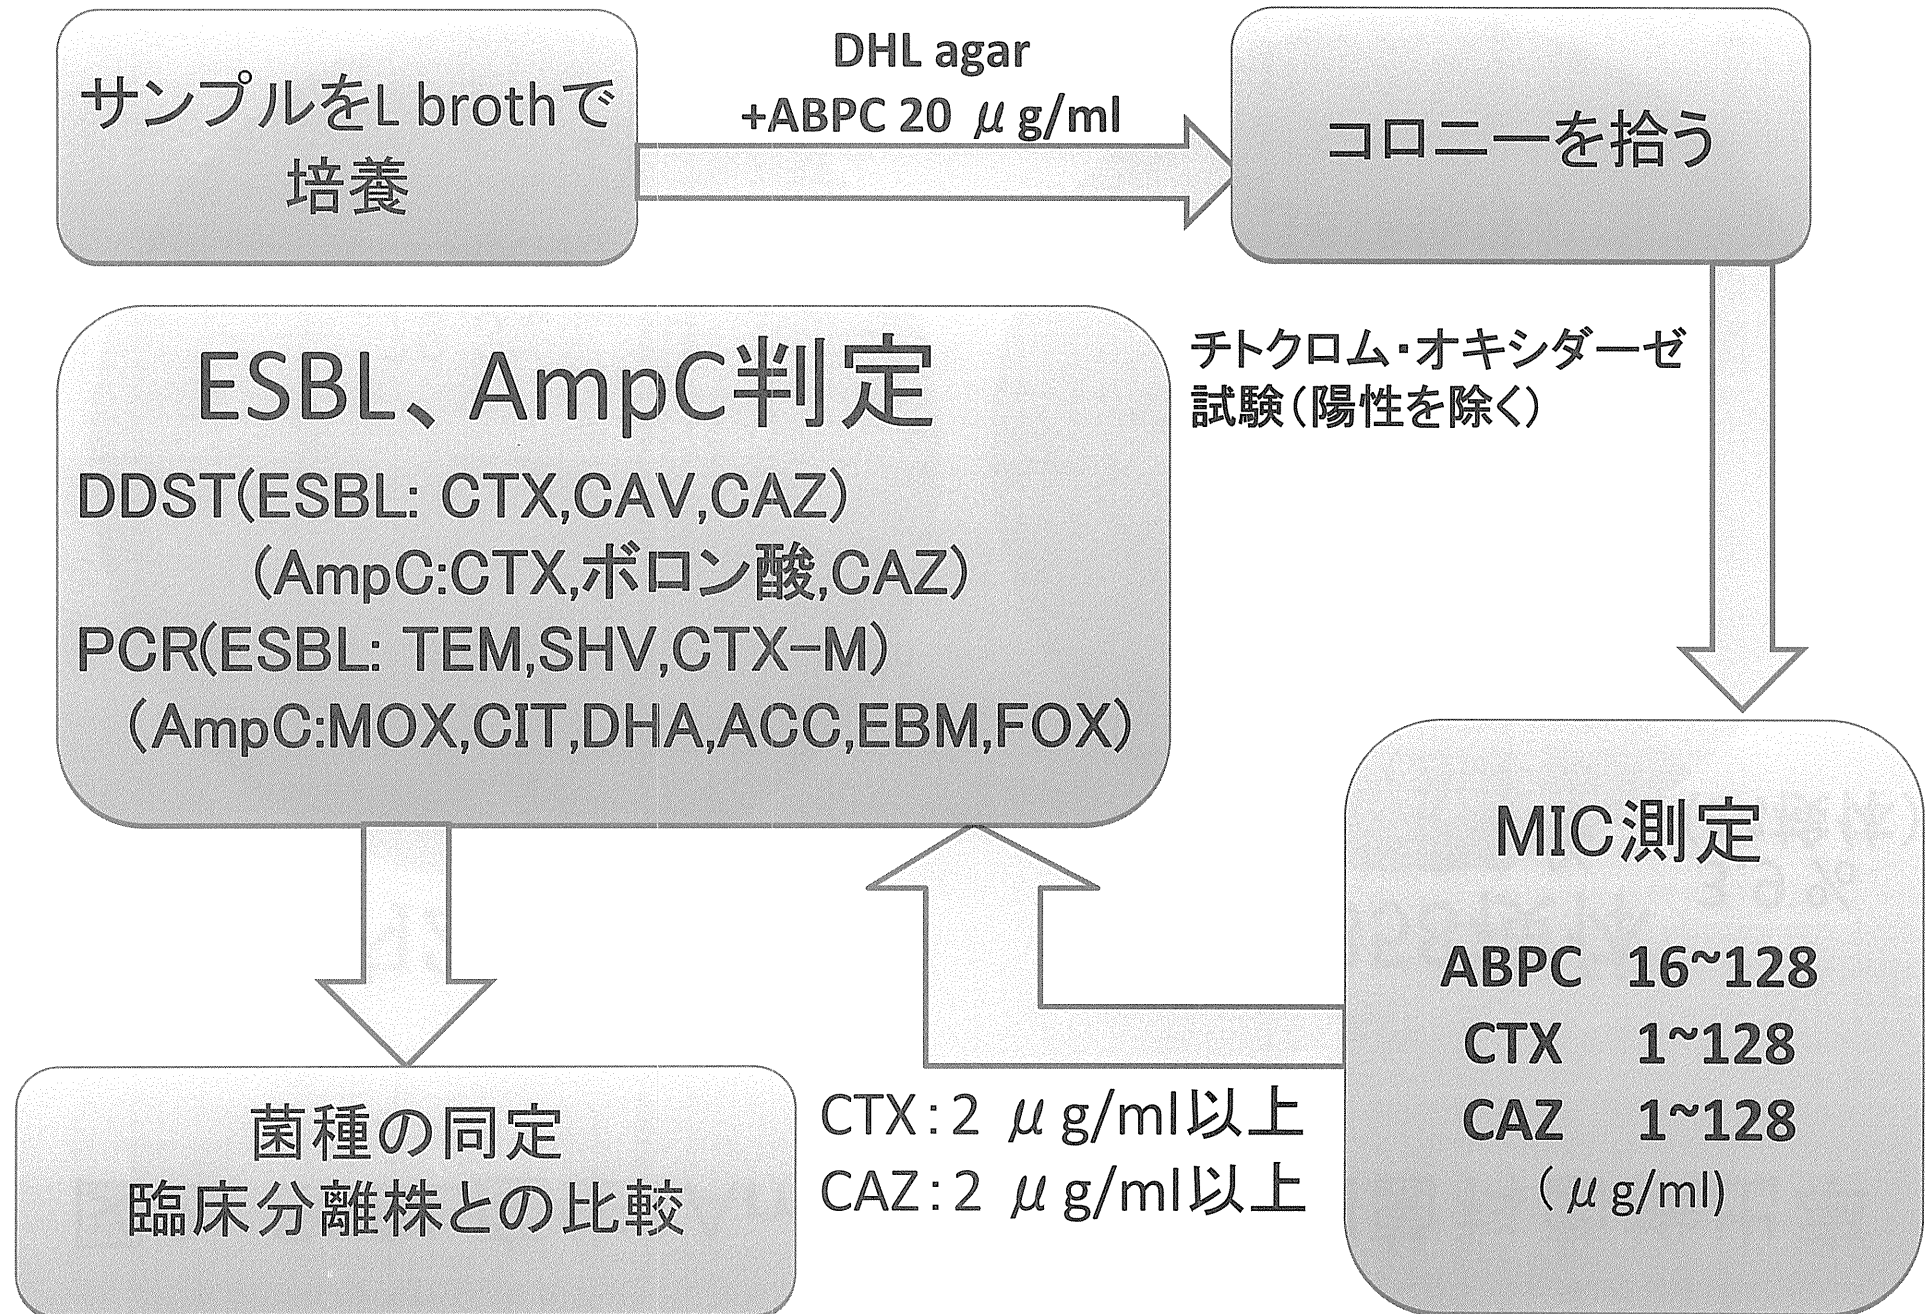 サンプルをL brothで
培養
DHL agar
+ABPC 20 μg/ml
コロニーを拾う
チトクロム・オキシダーゼ
試験（陽性を除く）
MIC測定
ABPC 16~128
CTX 1~128
CAZ 1~128
（μg/ml)
CTX：2 μg/ml以上
CAZ：2 μg/ml以上
ESBL、AmpC判定
DDST(ESBL: CTX,CAV,CAZ)
(AmpC:CTX,ボロン酸,CAZ)
PCR(ESBL: TEM,SHV,CTX-M)
(AmpC:MOX,CIT,DHA,ACC,EBM,FOX)
菌種の同定
臨床分離株との比較